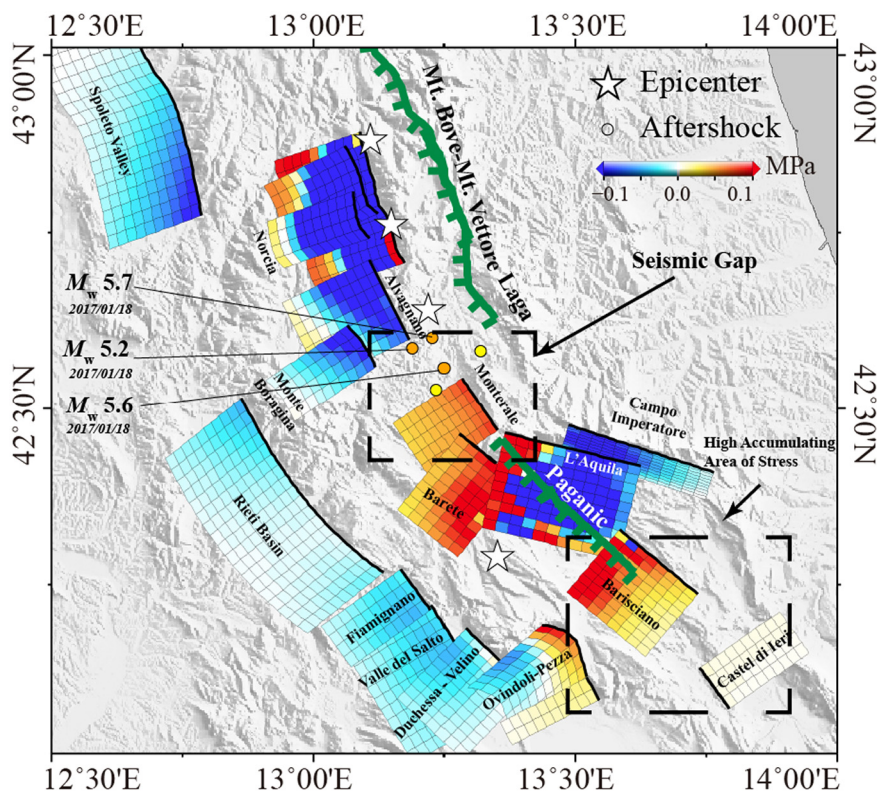 12°30'E 13°00'E 13°30'E 14°00'E
43°00'N
43°00'N
42°30'N
42°30'N
Epicenter
Aftershock
MPa
−0.1 0.0 0.1
Mt. Bove-Mt. Vettore Laga
Spoleto Valley
Norcia
Alvagnano
Seismic Gap
Mw 5.7
2017/01/18
Mw 5.2
2017/01/18
Mw 5.6
2017/01/18
Monte
Boragina
Monterale
Campo
Imperatore
High Accumulating
Area of Stress
L'Aquila
Paganic
Barete
Rieti Basin
Barisciano
Fiamignano
Valle del Salto
Duchessa - Velino
Ovindoli-Pezza
Castel di Ieri
12°30'E 13°00'E 13°30'E 14°00'E